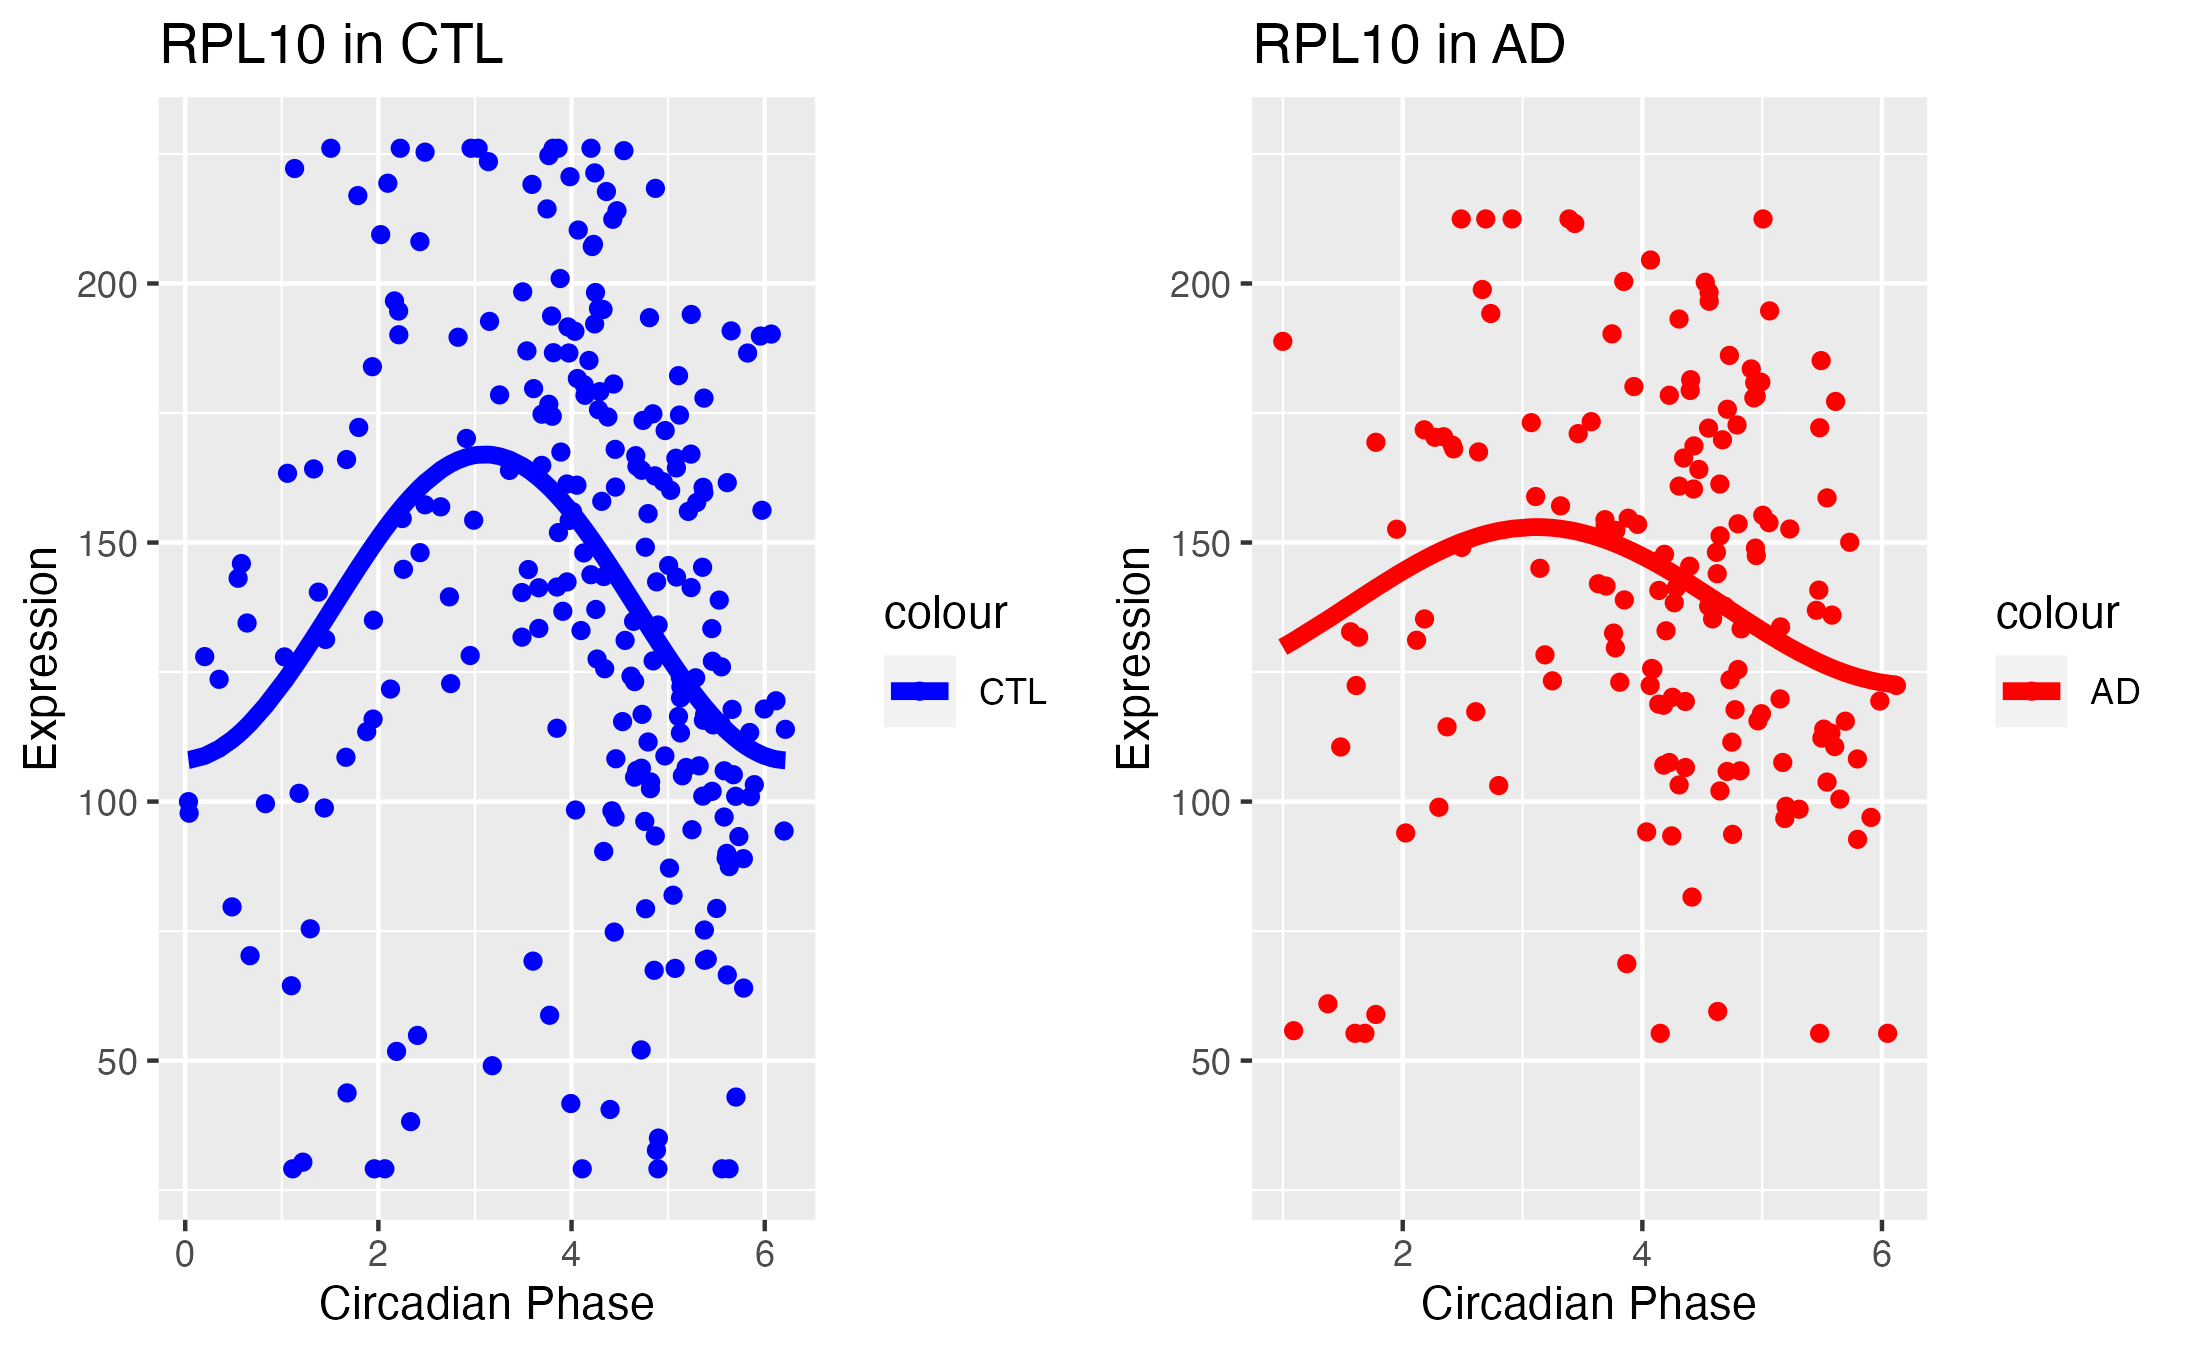 RPL10 in CTL
Expression
200
150
100
50
0 2 4 6
Circadian Phase
colour
CTL
RPL10 in AD
Expression
200
150
100
50
2 4 6
Circadian Phase
colour
AD